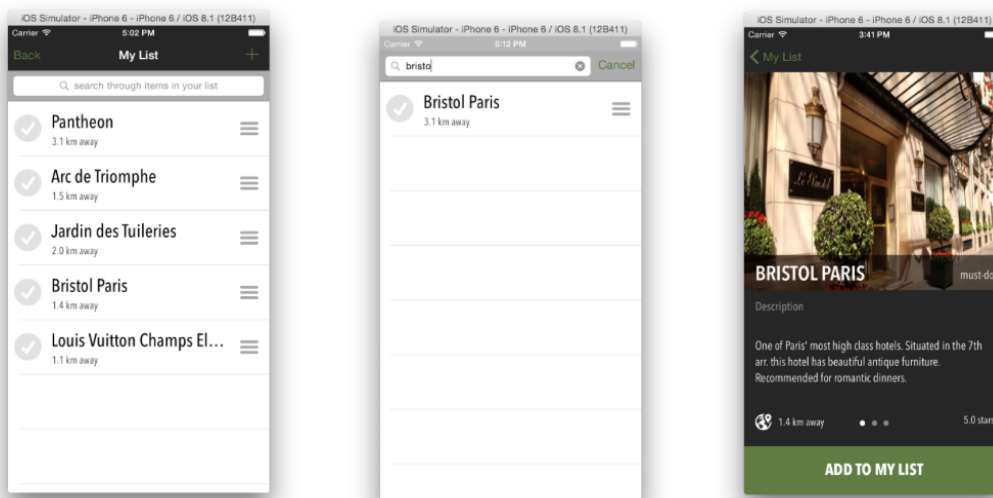 iOS Simulator - iPhone 6 - iPhone 6 / iOS 8.1 (12B411)
Carrier 5:02 PM
Back My List +
search through items in your list
Pantheon
3.1 km away
Arc de Triomphe
1.5 km away
Jardin des Tuileries
2.0 km away
Bristol Paris
1.4 km away
Louis Vuitton Champs El...
1.1 km away
iOS Simulator - iPhone 6 - iPhone 6 / iOS 8.1 (12B411)
Carrier 5:12 PM
bristo Cancel
Bristol Paris
3.1 km away
iOS Simulator - iPhone 6 - iPhone 6 / iOS 8.1 (12B411)
Carrier 3:41 PM
My List
Le Bristol
BRISTOL PARIS must-do
Description
One of Paris' most high class hotels. Situated in the 7th
arr. this hotel has beautiful antique furniture.
Recommended for romantic dinners.
1.4 km away 5.0 stars
ADD TO MY LIST